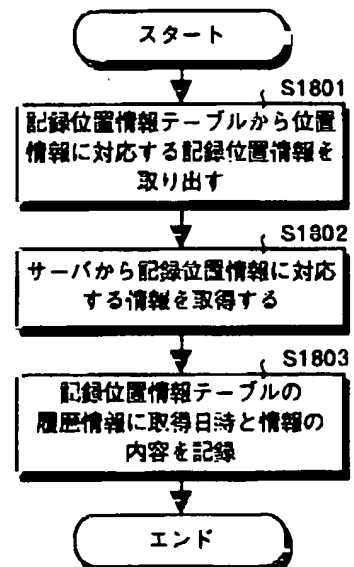 スタート
S1801
記録位置情報テーブルから位置
情報に対応する記録位置情報を
取り出す
S1802
サーバから記録位置情報に対応
する情報を取得する
S1803
記録位置情報テーブルの
履歴情報に取得日時と情報の
内容を記録
エンド